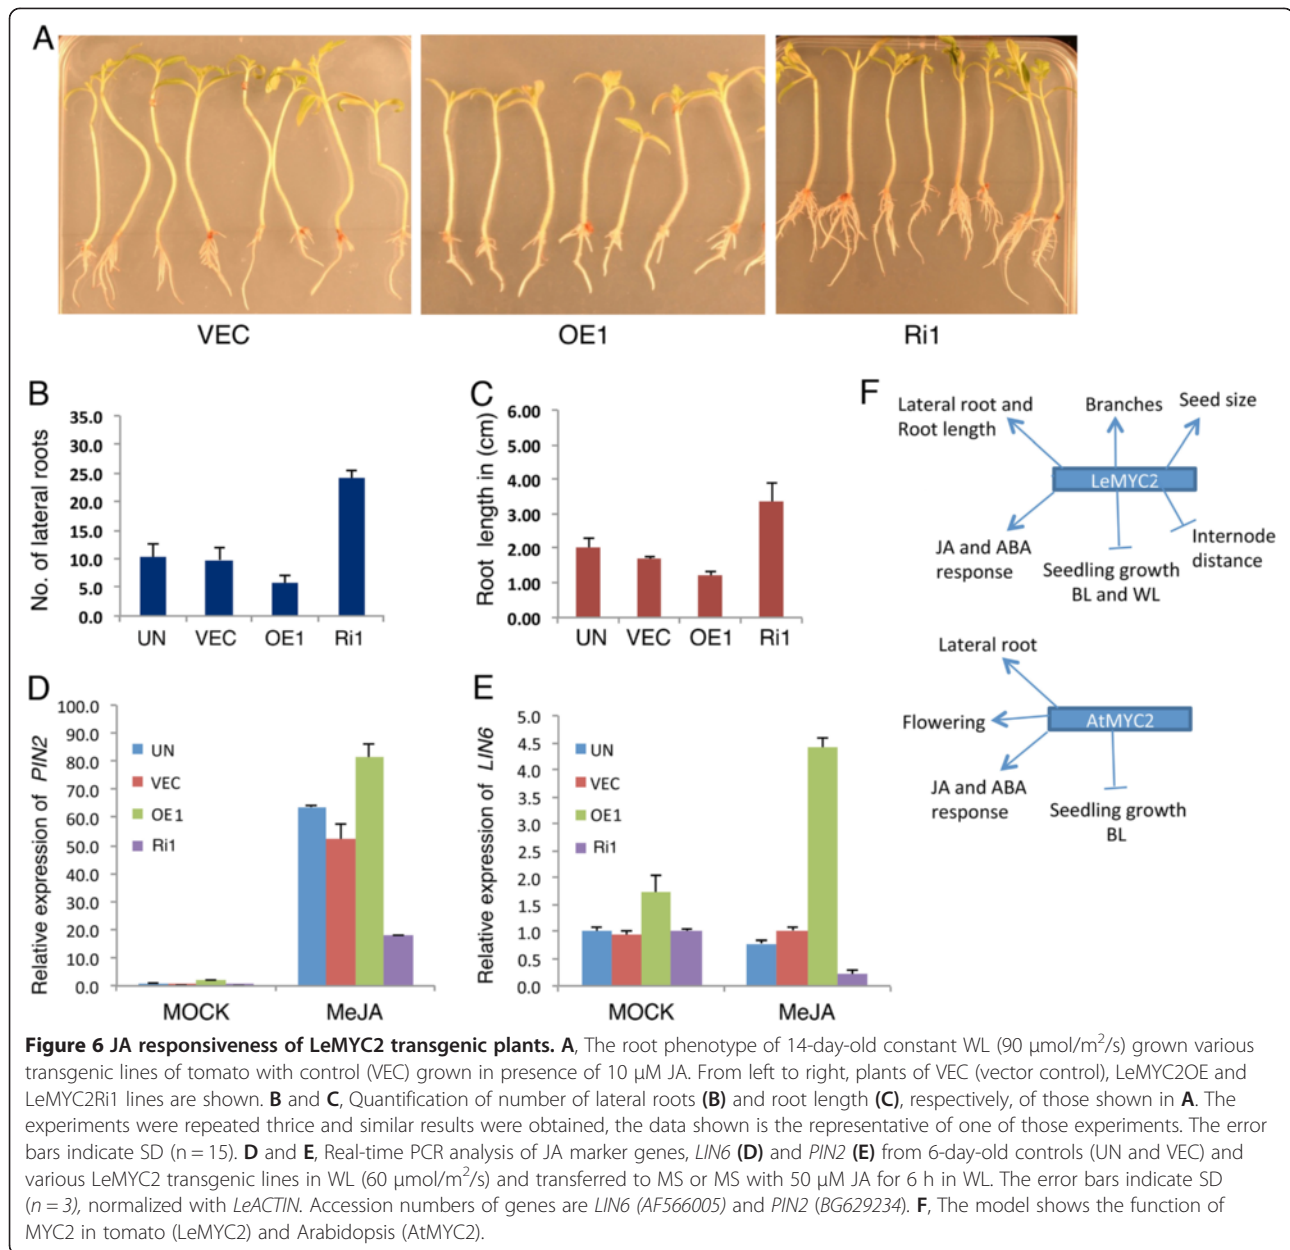 A
VEC
OE1
Ri1
B
No. of lateral roots
35.0
30.0
25.0
20.0
15.0
10.0
5.0
0.0
UN VEC OE1 Ri1
C
Root length in (cm)
6.00
5.00
4.00
3.00
2.00
1.00
0.00
UN VEC OE1 Ri1
F
Lateral root and
Root length
Branches
Seed size
LeMYC2
JA and ABA
response
Seedling growth
BL and WL
Internode
distance
Lateral root
Flowering
AtMYC2
JA and ABA
response
Seedling growth
BL
D
Relative expression of PIN2
100.0
90.0
80.0
70.0
60.0
50.0
40.0
30.0
20.0
10.0
0.0
UN
VEC
OE1
Ri1
MOCK MeJA
E
Relative expression of LIN6
5.0
4.5
4.0
3.5
3.0
2.5
2.0
1.5
1.0
0.5
0.0
UN
VEC
OE1
Ri1
MOCK MeJA
Figure 6 JA responsiveness of LeMYC2 transgenic plants. A, The root phenotype of 14-day-old constant WL (90 μmol/m²/s) grown various
transgenic lines of tomato with control (VEC) grown in presence of 10 μM JA. From left to right, plants of VEC (vector control), LeMYC2OE and
LeMYC2Ri1 lines are shown. B and C, Quantification of number of lateral roots (B) and root length (C), respectively, of those shown in A. The
experiments were repeated thrice and similar results were obtained, the data shown is the representative of one of those experiments. The error
bars indicate SD (n = 15). D and E, Real-time PCR analysis of JA marker genes, LIN6 (D) and PIN2 (E) from 6-day-old controls (UN and VEC) and
various LeMYC2 transgenic lines in WL (60 μmol/m²/s) and transferred to MS or MS with 50 μM JA for 6 h in WL. The error bars indicate SD
(n = 3), normalized with LeACTIN. Accession numbers of genes are LIN6 (AF566005) and PIN2 (BG629234). F, The model shows the function of
MYC2 in tomato (LeMYC2) and Arabidopsis (AtMYC2).